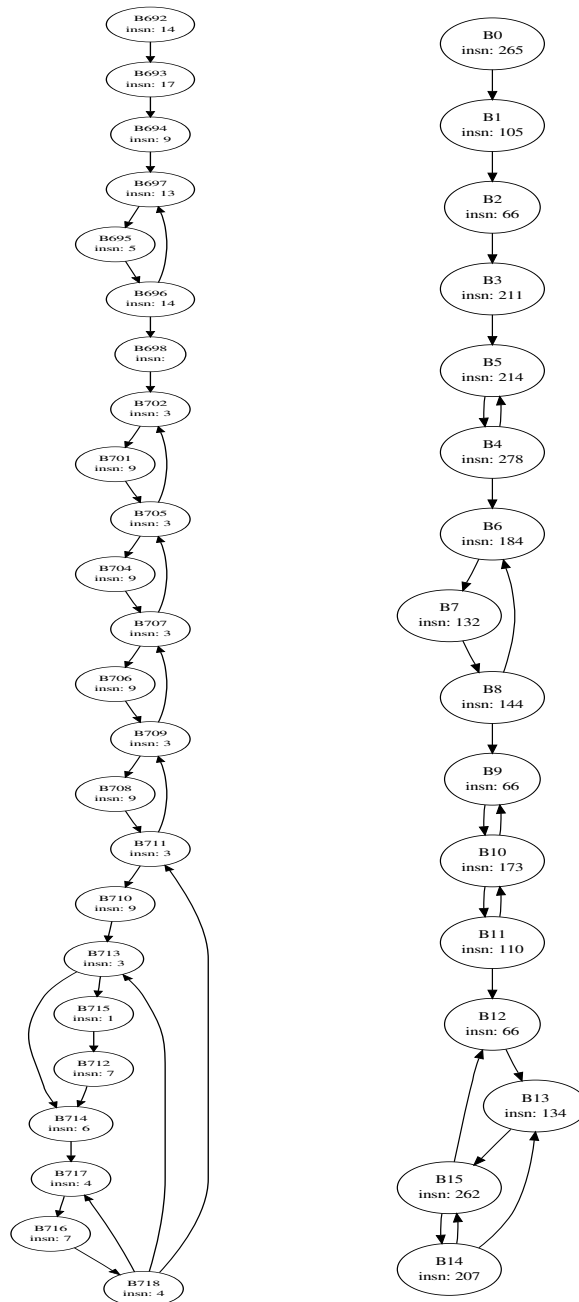 B692
insn: 14
B693
insn: 17
B694
insn: 9
B697
insn: 13
B695
insn: 5
B696
insn: 14
B698
insn:
B702
insn: 3
B701
insn: 9
B705
insn: 3
B704
insn: 9
B707
insn: 3
B706
insn: 9
B709
insn: 3
B708
insn: 9
B711
insn: 3
B710
insn: 9
B713
insn: 3
B715
insn: 1
B712
insn: 7
B714
insn: 6
B717
insn: 4
B716
insn: 7
B718
insn: 4
B0
insn: 265
B1
insn: 105
B2
insn: 66
B3
insn: 211
B5
insn: 214
B4
insn: 278
B6
insn: 184
B7
insn: 132
B8
insn: 144
B9
insn: 66
B10
insn: 173
B11
insn: 110
B12
insn: 66
B13
insn: 134
B15
insn: 262
B14
insn: 207